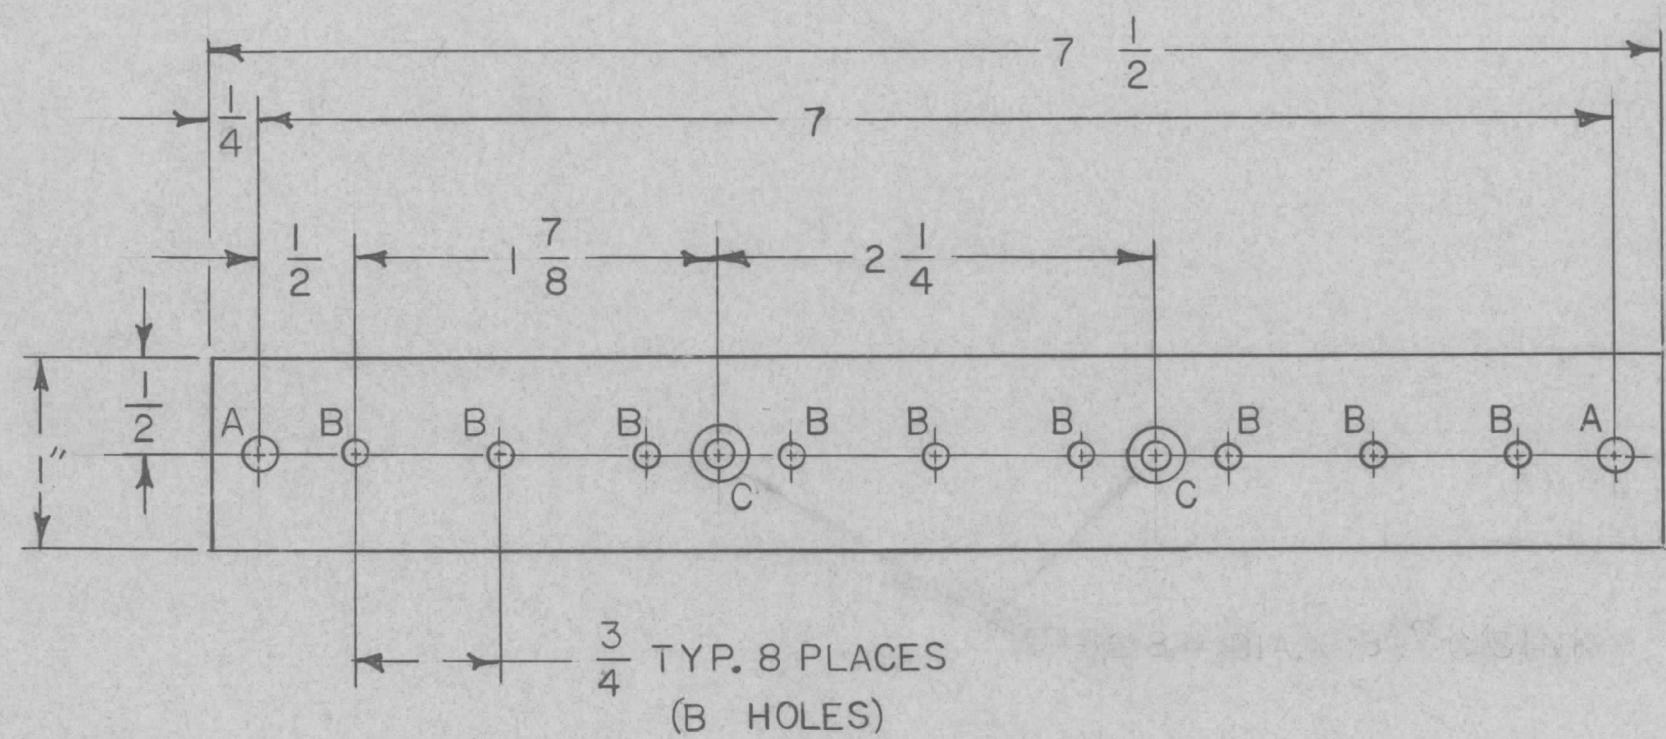 7 1/2
1/4 7
1/2 1 7/8 2 1/4
1/2
1"
A B B B B B B B B B A
C C
3/4 TYP. 8 PLACES
(B HOLES)